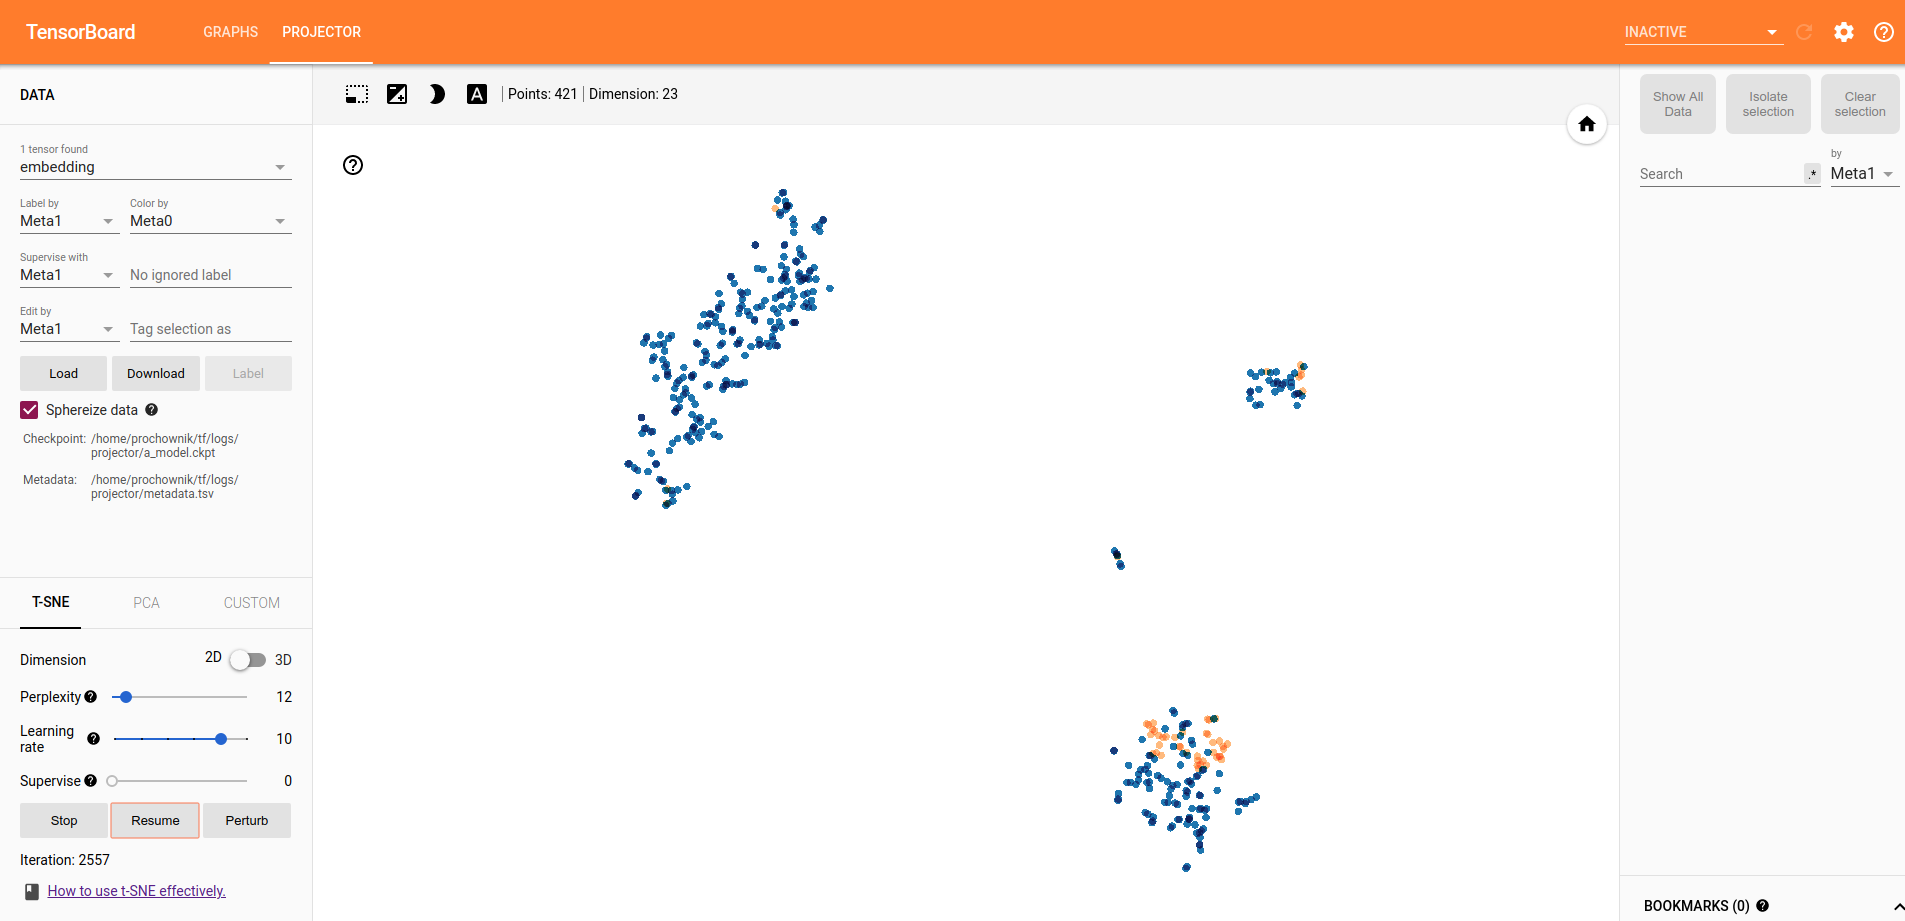 TensorBoard
GRAPHS
PROJECTOR
INACTIVE
DATA
Points: 421
Dimension: 23
Show All
Data
Isolate
selection
Clear
selection
1 tensor found
embedding
Label by
Meta1
Color by
Meta0
Supervise with
Meta1
No ignored label
Edit by
Meta1
Tag selection as
Load
Download
Label
Sphereize data
Checkpoint: /home/prochownik/tf/logs/
projector/a_model.ckpt
Metadata: /home/prochownik/tf/logs/
projector/metadata.tsv
T-SNE
PCA
CUSTOM
Dimension
2D
3D
Perplexity
12
Learning
rate
10
Supervise
0
Stop
Resume
Perturb
Iteration: 2557
How to use t-SNE effectively.
A
Search
.*
by
Meta1
BOOKMARKS (0)